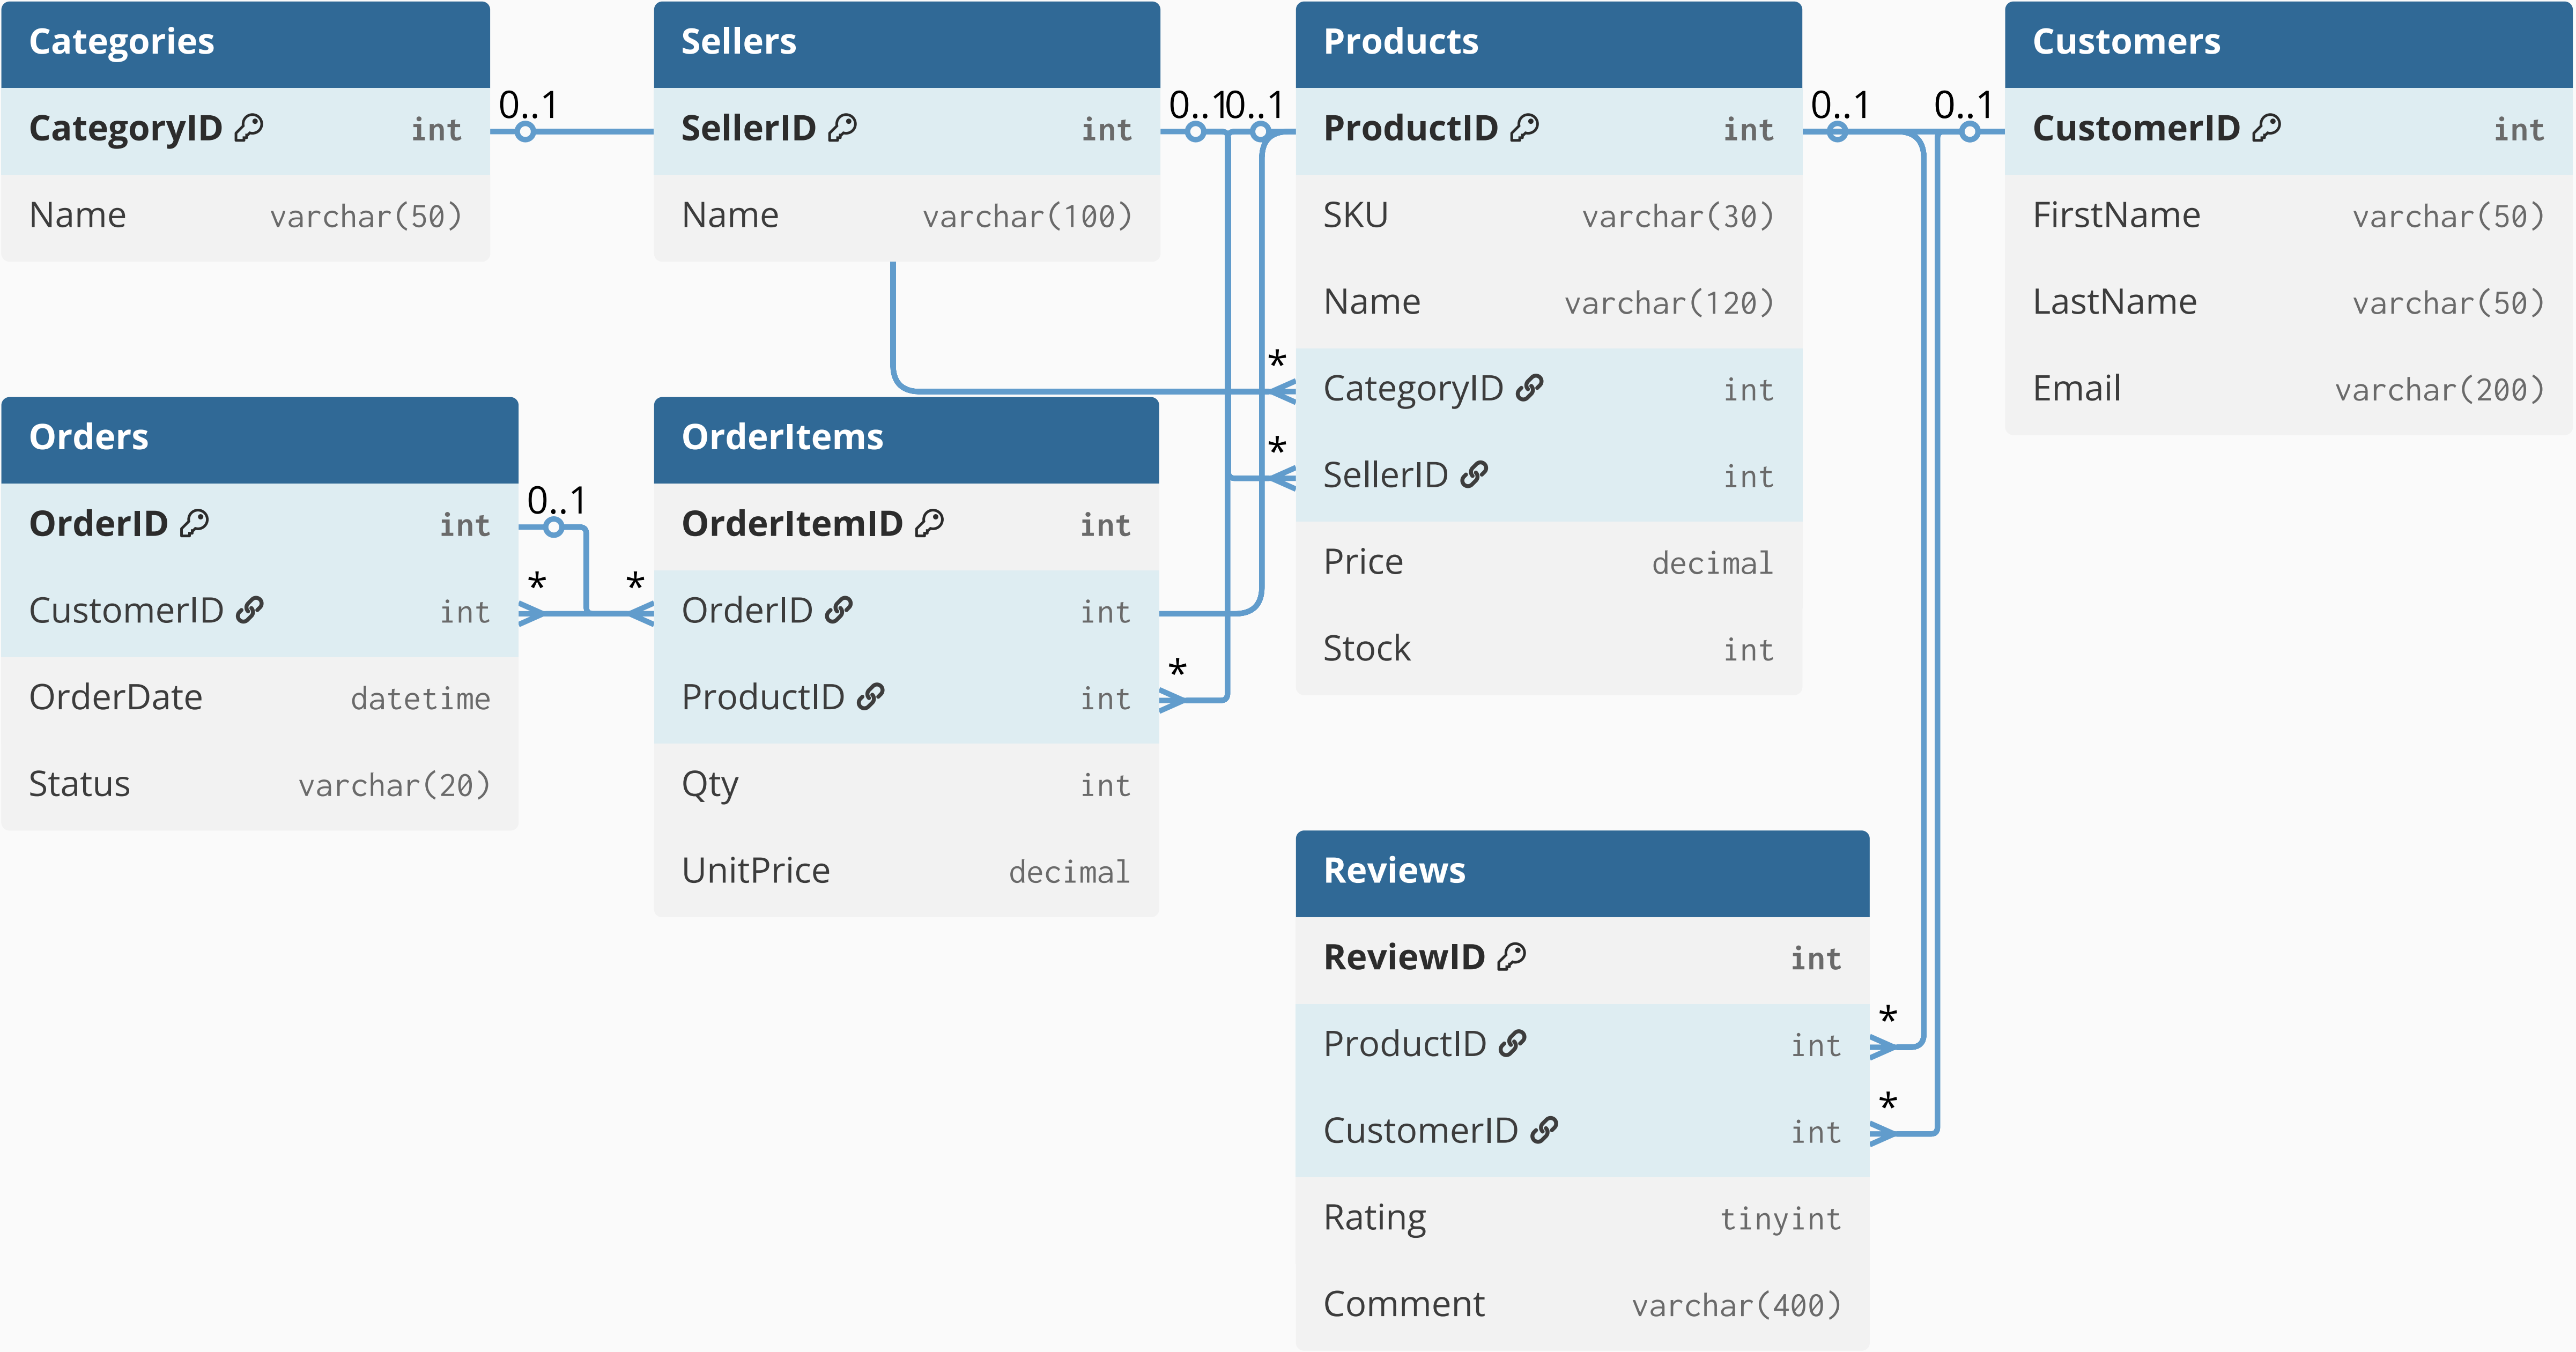 Categories
CategoryID int
Name varchar(50)
0..1
Sellers
SellerID int
Name varchar(100)
0..1
0..1
Products
ProductID int
SKU varchar(30)
Name varchar(120)
* CategoryID int
* SellerID int
Price decimal
Stock int
0..1
0..1
Customers
CustomerID int
FirstName varchar(50)
LastName varchar(50)
Email varchar(200)
Orders
OrderID int
0..1
CustomerID int
*
OrderDate datetime
Status varchar(20)
OrderItems
OrderItemID int
* OrderID int
ProductID int
*
Qty int
UnitPrice decimal
Reviews
ReviewID int
ProductID int
*
CustomerID int
*
Rating tinyint
Comment varchar(400)